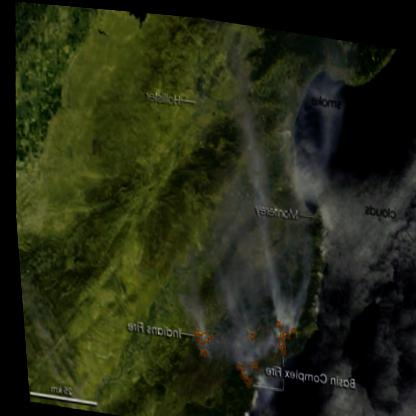 smoke
Hollister
clouds
Monterey
Indians Fire
Basin Complex Fire
25 km